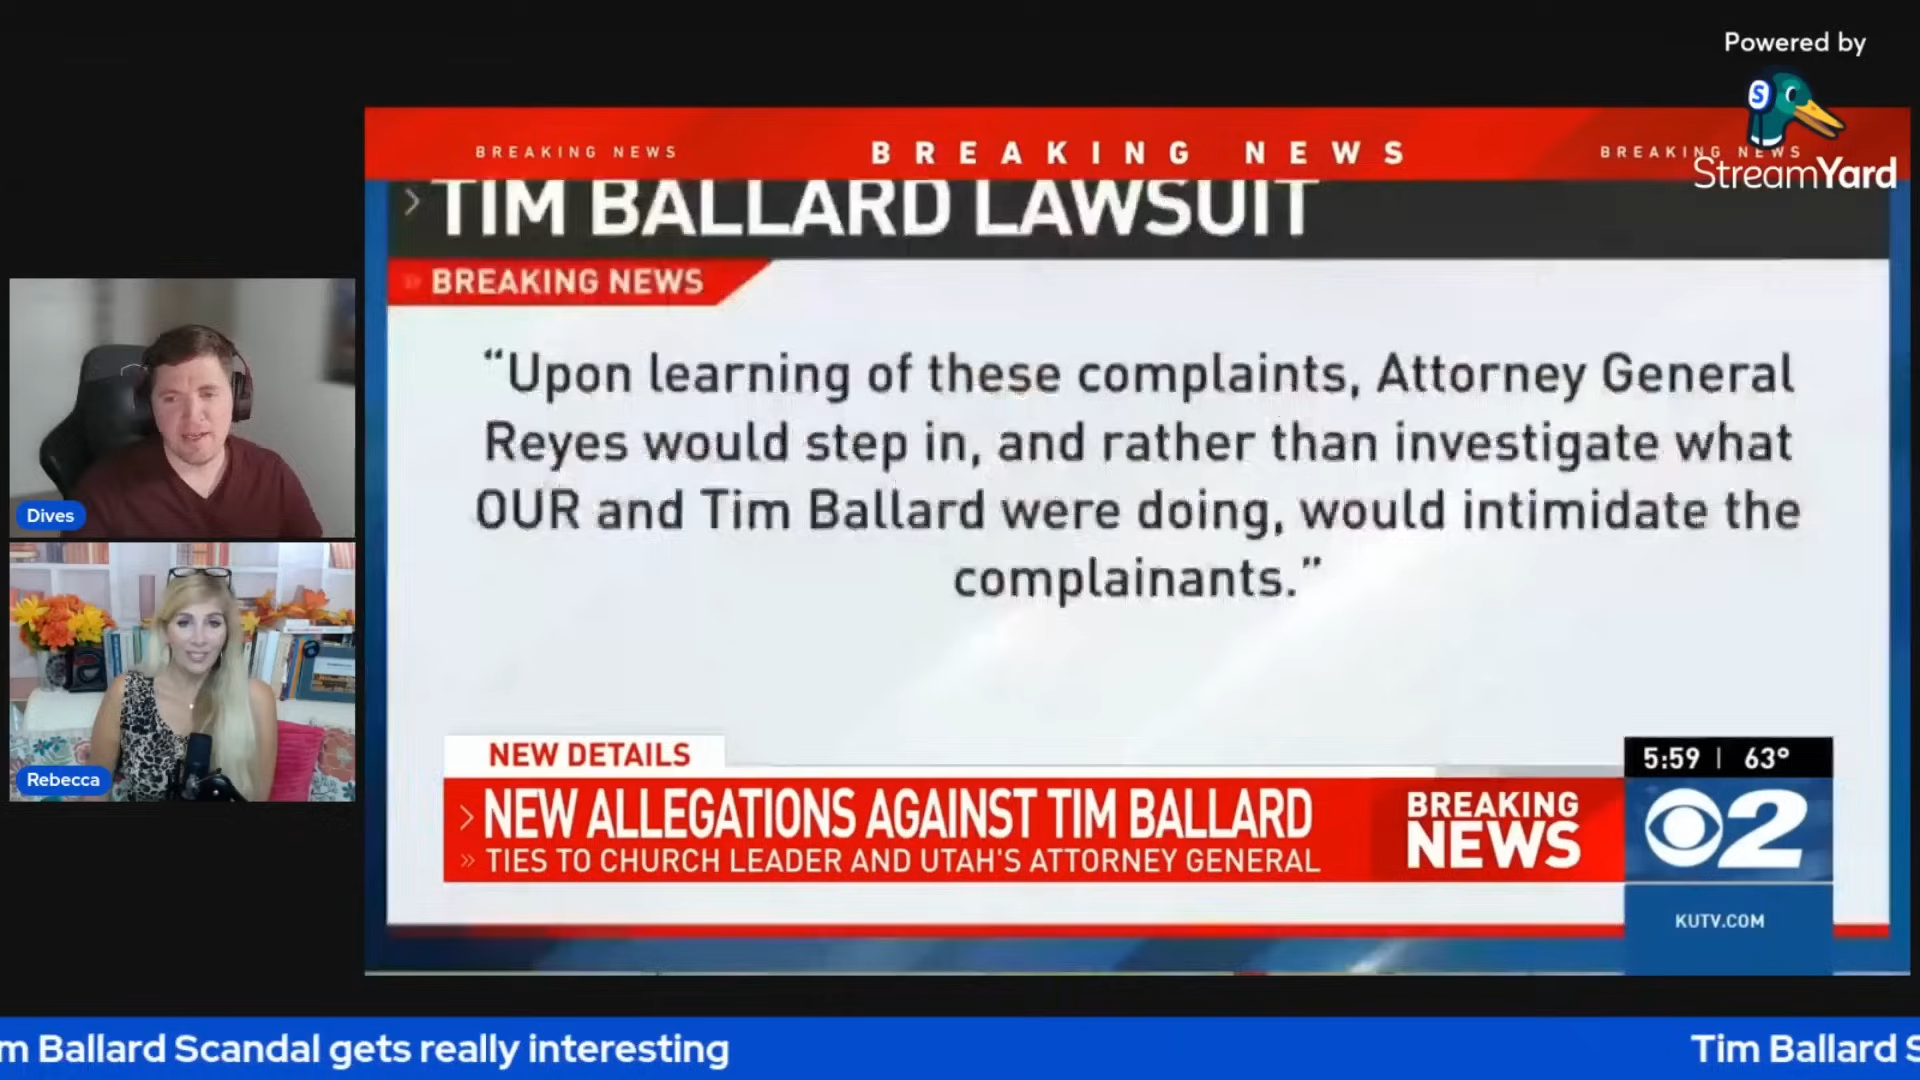 Powered by
StreamYard
BREAKING NEWS
BREAKING NEWS
BREAKING NEWS
TIM BALLARD LAWSUIT
BREAKING NEWS
“Upon learning of these complaints, Attorney General
Reyes would step in, and rather than investigate what
OUR and Tim Ballard were doing, would intimidate the
complainants.”
Dives
Rebecca
NEW DETAILS
NEW ALLEGATIONS AGAINST TIM BALLARD
TIES TO CHURCH LEADER AND UTAH'S ATTORNEY GENERAL
BREAKING
NEWS
5:59 | 63°
2
KUTV.COM
m Ballard Scandal gets really interesting
Tim Ballard S